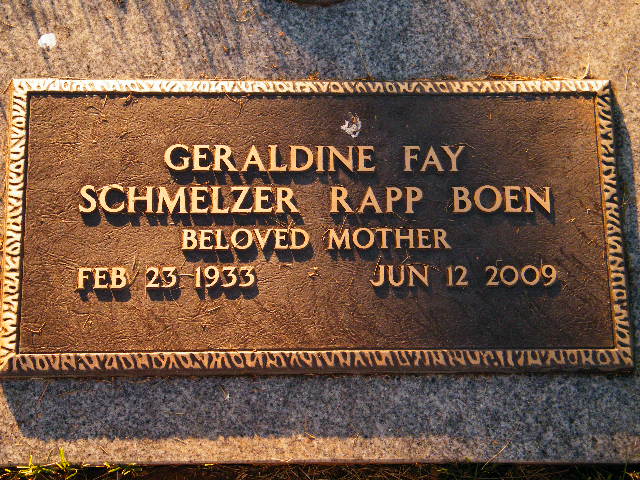 GERALDINE FAY
SCHMELZER RAPP BOEN
BELOVED MOTHER
FEB 23 1933 JUN 12 2009